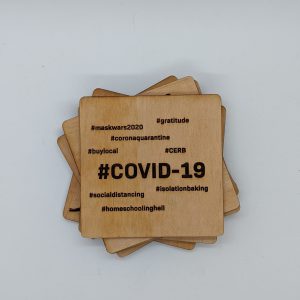 #gratitude
#maskwars2020
#coronaquarantine
#buylocal #CERB
#COVID-19
#isolationbaking
#socialdistancing
#homeschoolinghell